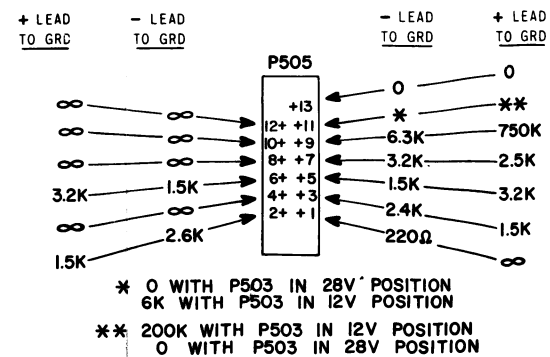 + LEAD TO GRD
- LEAD TO GRD
- LEAD TO GRD
+ LEAD TO GRD
P505
0
0
+13
∞ ∞ 12+ +11 * **
∞ ∞ 10+ +9 6.3K 750K
∞ ∞ 8+ +7 3.2K 2.5K
3.2K 1.5K 6+ +5 1.5K 3.2K
∞ ∞ 4+ +3 2.4K 1.5K
1.5K 2.6K 2+ +1 220Ω ∞
* 0 WITH P503 IN 28V POSITION
6K WITH P503 IN 12V POSITION
** 200K WITH P503 IN 12V POSITION
0 WITH P503 IN 28V POSITION